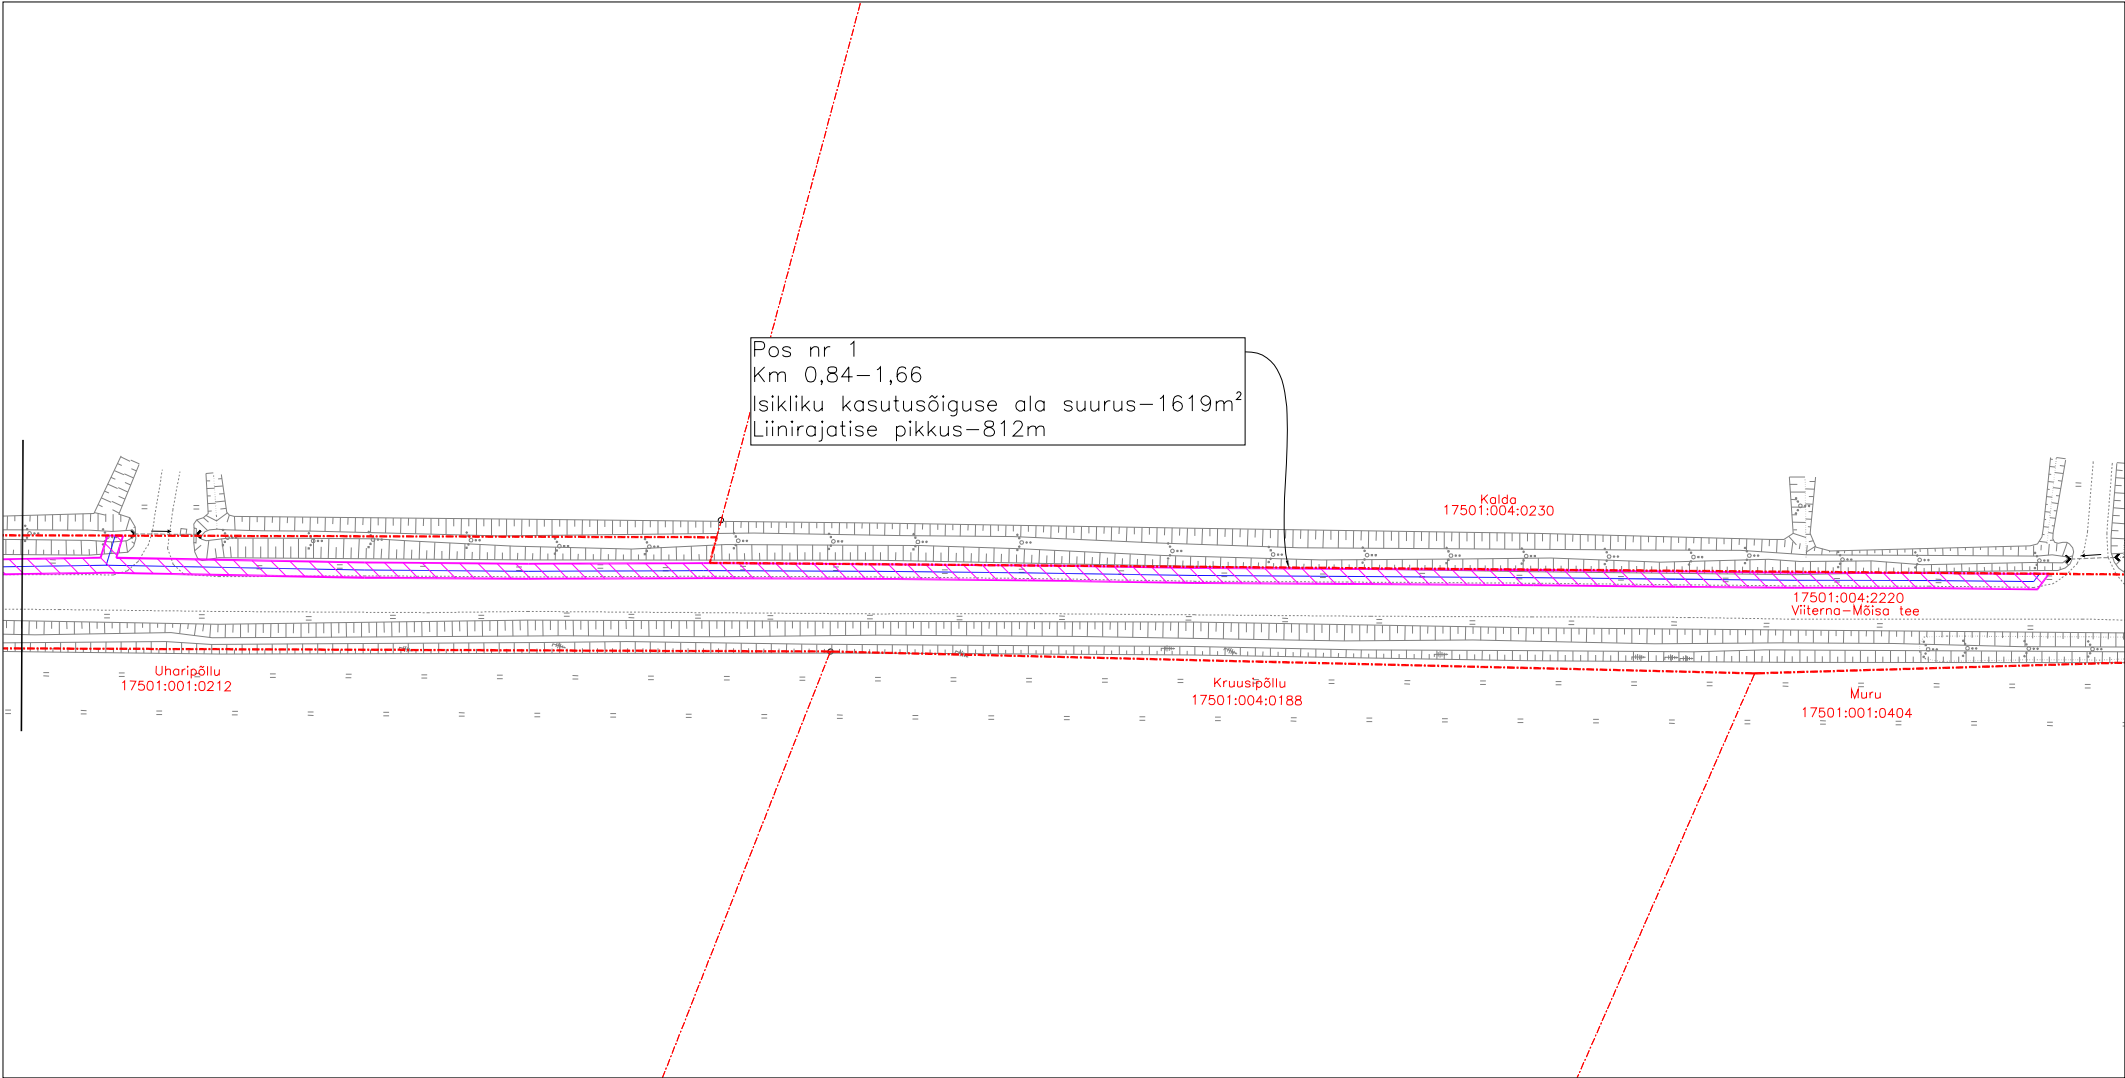 Pos nr 1
Km 0,84-1,66
Isikliku kasutusõiguse ala suurus-1619m²
Liinirajatise pikkus-812m
Kalda
17501:004:0230
17501:004:2220
Viiterna-Mõisa tee
Uharipõllu
17501:001:0212
Kruusipõllu
17501:004:0188
Muru
17501:001:0404